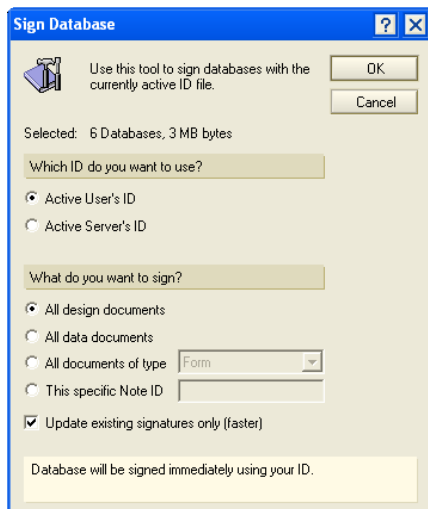 Sign Database
?
Use this tool to sign databases with the
currently active ID file.
OK
Cancel
Selected: 6 Databases, 3 MB bytes
Which ID do you want to use?
Active User's ID
Active Server's ID
What do you want to sign?
All design documents
All data documents
All documents of type Form
This specific Note ID
Update existing signatures only (faster)
Database will be signed immediately using your ID.